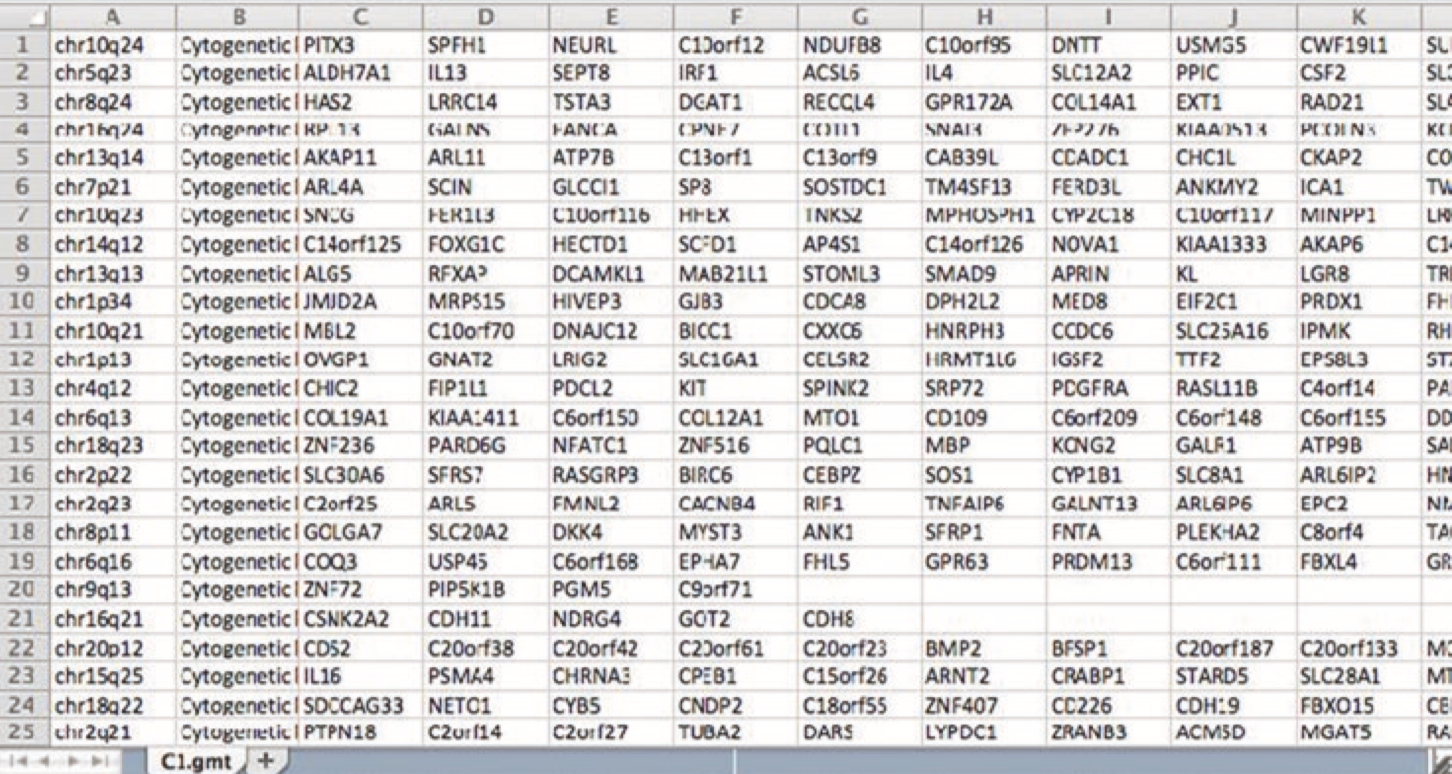 A B C D E F G H I J K
1 chr10q24 Cytogenetic PITX3 SPFH1 NEURL C10orf12 NDUFB8 C10orf95 DNTT USMG5 CWF19L1 SL
2 chr5q23 Cytogenetic ALDH7A1 IL13 SEPT8 IRF1 ACSL6 IL4 SLC12A2 PPIC CSF2 SL
3 chr8q24 Cytogenetic HAS2 LRRC14 TSTA3 DGAT1 RECQL4 GPR172A COL14A1 EXT1 RAD21 SL
4 chr16q24 Cytogenetic RPL13 GALNS FANCA CPNE7 COTL1 SNAI3 ZFP276 KIAA0513 PCOLN3 KC
5 chr13q14 Cytogenetic AKAP11 ARL11 ATP7B C13orf1 C13orf9 CAB39L CDADC1 CHC1L CKAP2 CO
6 chr7p21 Cytogenetic ARL4A SCIN GLCCI1 SP8 SOSTDC1 TM4SF13 FERD3L ANKMY2 ICA1 TW
7 chr10q23 Cytogenetic SNCG FER1L3 C10orf116 HHEX TNKS2 MPHOSPH1 CYP2C18 C10orf117 MINPP1 LR
8 chr14q12 Cytogenetic C14orf125 FOXG1C HECTD1 SCFD1 AP4S1 C14orf126 NOVA1 KIAA1333 AKAP6 C1
9 chr13q13 Cytogenetic ALG5 RFXAP DCAMKL1 MAB21L1 STOML3 SMAD9 APRIN KL LGR8 TR
10 chr1p34 Cytogenetic JMJD2A MRPS15 HIVEP3 GJB3 CDCA8 DPH2L2 MED8 EIF2C1 PRDX1 FH
11 chr10q21 Cytogenetic MBL2 C10orf70 DNAJC12 BICC1 CXXC6 HNRPH3 CCDC6 SLC25A16 IPMK RH
12 chr1p13 Cytogenetic OVGP1 GNAT2 LRIG2 SLC16A1 CELSR2 HRMT1L6 IGSF2 TTF2 EPS8L3 ST
13 chr4q12 Cytogenetic CHIC2 FIP1L1 PDCL2 KIT SPINK2 SRP72 PDGFRA RASL11B C4orf14 PA
14 chr6q13 Cytogenetic COL19A1 KIAA1411 C6orf150 COL12A1 MTO1 CD109 C6orf209 C6orf148 C6orf155 DD
15 chr18q23 Cytogenetic ZNF236 PARD6G NFATC1 ZNF516 PQLC1 MBP KCNG2 GALR1 ATP9B SA
16 chr2p22 Cytogenetic SLC30A6 SFRS7 RASGRP3 BIRC6 CEBPZ SOS1 CYP1B1 SLC8A1 ARL6IP2 HN
17 chr2q23 Cytogenetic C2orf25 ARL5 FMNL2 CACNB4 RIF1 TNFAIP6 GALNT13 ARL6IP6 EPC2 NM
18 chr8p11 Cytogenetic GOLGA7 SLC20A2 DKK4 MYST3 ANK1 SFRP1 FNTA PLEKHA2 C8orf4 TA
19 chr6q16 Cytogenetic COQ3 USP45 C6orf168 EPHA7 FHL5 GPR63 PRDM13 C6orf111 FBXL4 GR
20 chr9q13 Cytogenetic ZNF72 PIP5K1B PGM5 C9orf71
21 chr16q21 Cytogenetic CSNK2A2 CDH11 NDRG4 GOT2 CDH8
22 chr20p12 Cytogenetic CDS2 C20orf38 C20orf42 C20orf61 C20orf23 BMP2 BFSP1 C20orf187 C20orf133 MC
23 chr15q25 Cytogenetic IL16 PSMA4 CHRNA3 CPEB1 C15orf26 ARNT2 CRABP1 STARD5 SLC28A1 MT
24 chr18q22 Cytogenetic SDCCAG33 NETO1 CYB5 CNDP2 C18orf55 ZNF407 CD226 CDH19 FBXO15 CB
25 chr2q21 Cytogenetic PTPN18 C2orf14 C2orf27 TUBA2 DARS LYPDC1 ZRANB3 ACMSD MGAT5 RA
C1.gmt +